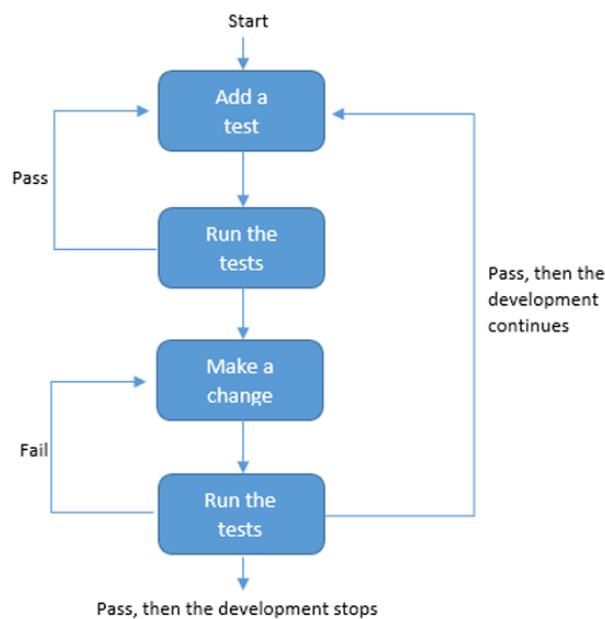 Start
Add a
test
Pass
Run the
tests
Pass, then the
development
continues
Make a
change
Fail
Run the
tests
Pass, then the development stops